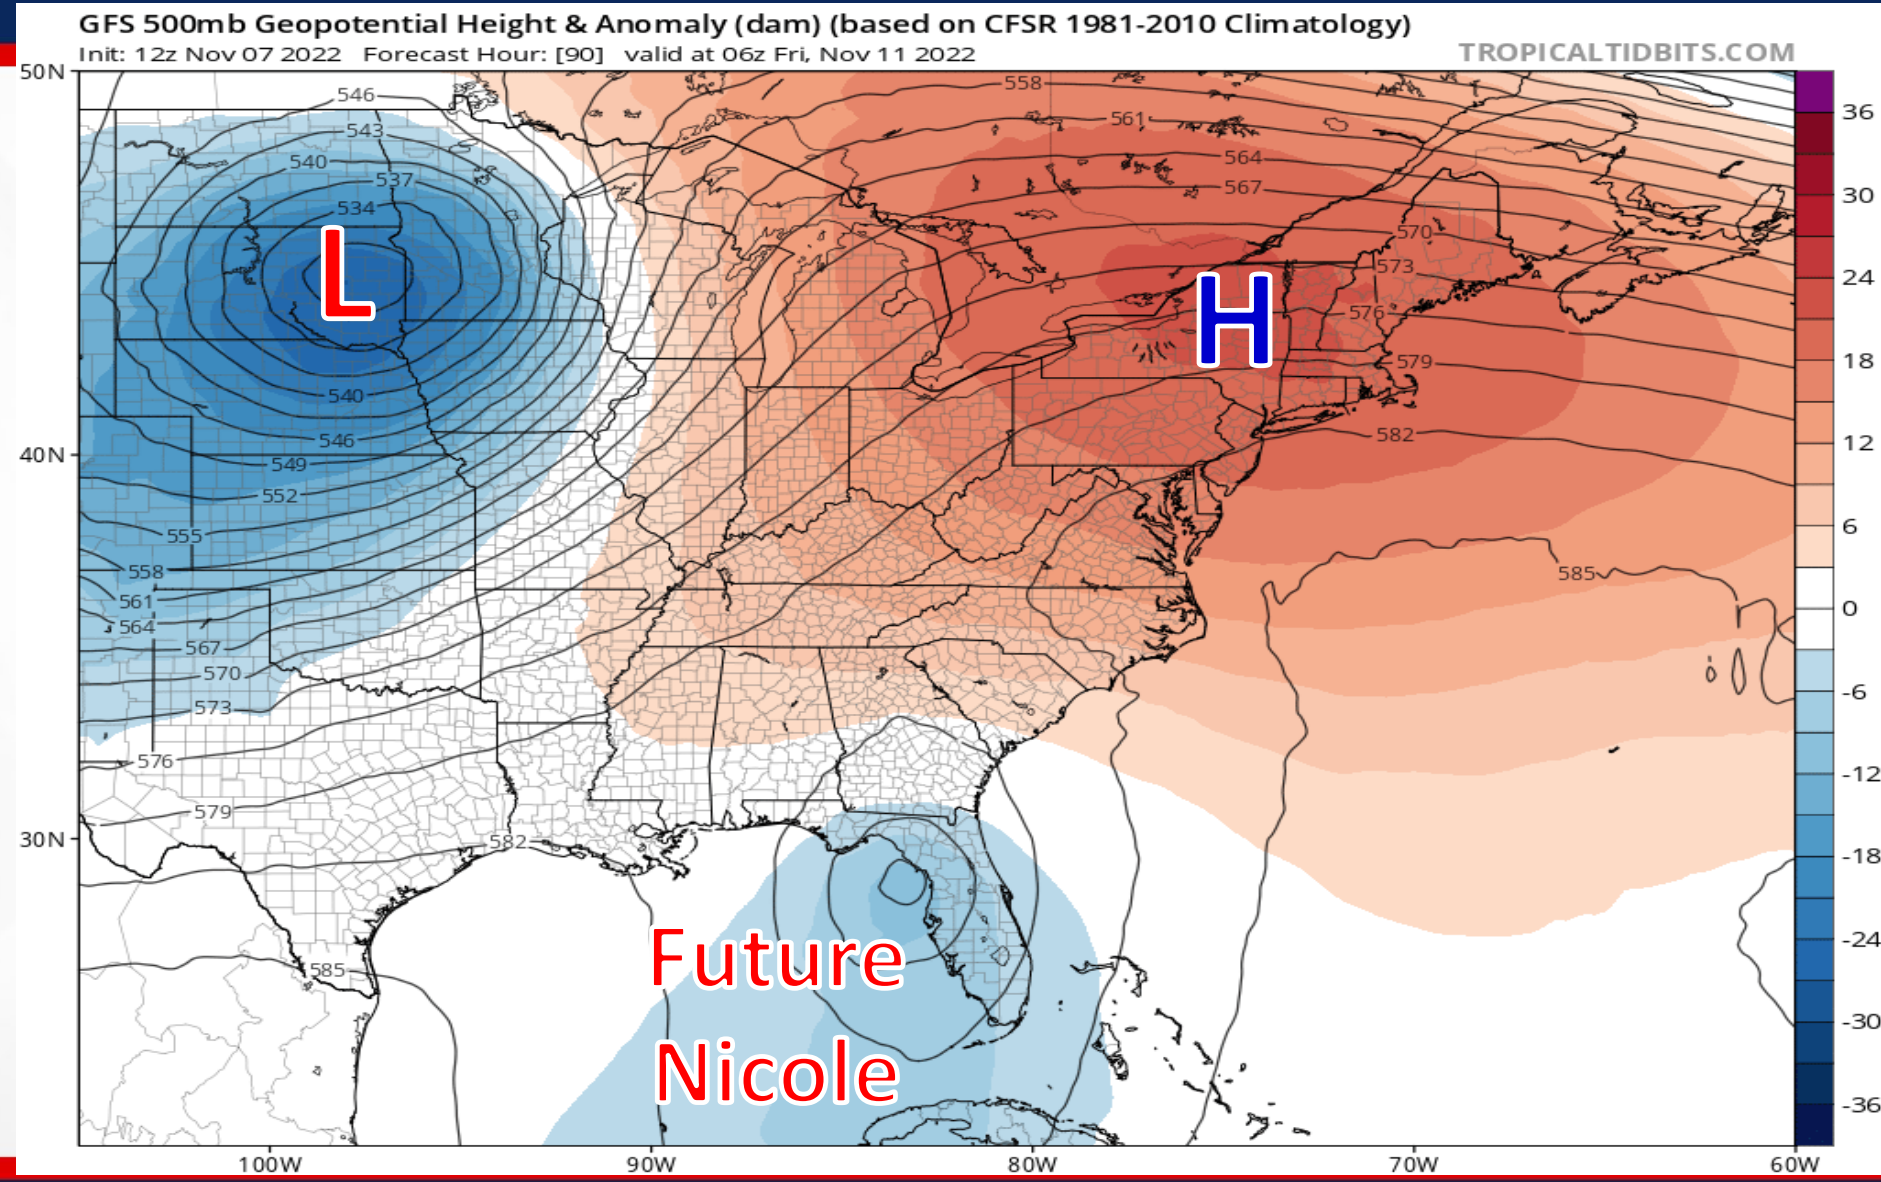 GFS 500mb Geopotential Height & Anomaly (dam) (based on CFSR 1981-2010 Climatology)
Init: 12z Nov 07 2022 Forecast Hour: [90] valid at 06z Fri, Nov 11 2022
TROPICALTIDBITS.COM
50N
40N
30N
100W
90W
80W
70W
60W
36
30
24
18
12
6
0
-6
-12
-18
-24
-30
-36
546
543
540
537
534
L
540
546
549
552
555
558
561
564
567
570
573
576
579
582
585
558
561
564
567
570
573
576
579
582
585
H
Future
Nicole